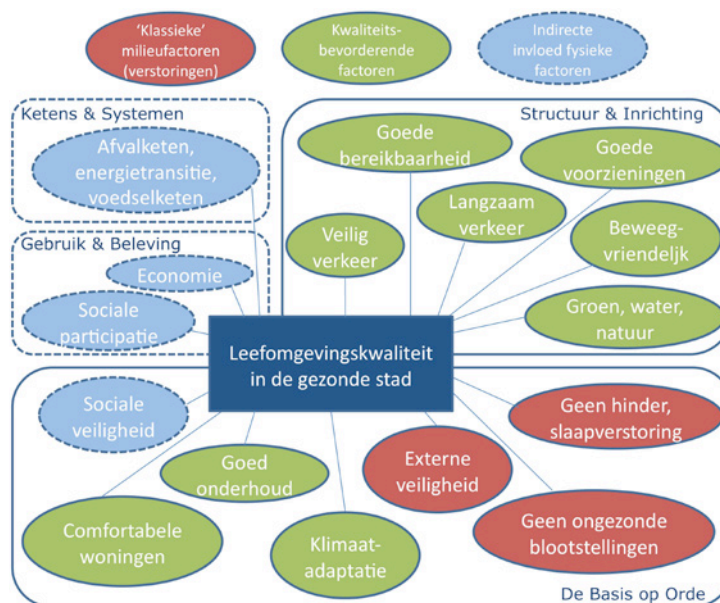 'Klassieke'
milieufactoren
(verstoringen)
Kwaliteits-
bevorderende
factoren
Indirecte
invloed fysieke
factoren
Ketens & Systemen
Afvalketen,
energietransitie,
voedselketen
Structuur & Inrichting
Goede
bereikbaarheid
Goede
voorzieningen
Langzaam
verkeer
Veilig
verkeer
Beweeg-
vriendelijk
Groen, water,
natuur
Gebruik & Beleving
Economie
Sociale
participatie
Leefomgevingskwaliteit
in de gezonde stad
Sociale
veiligheid
Goed
onderhoud
Comfortabele
woningen
Klimaat-
adaptatie
Externe
veiligheid
Geen hinder,
slaapverstoring
Geen ongezonde
blootstellingen
De Basis op Orde